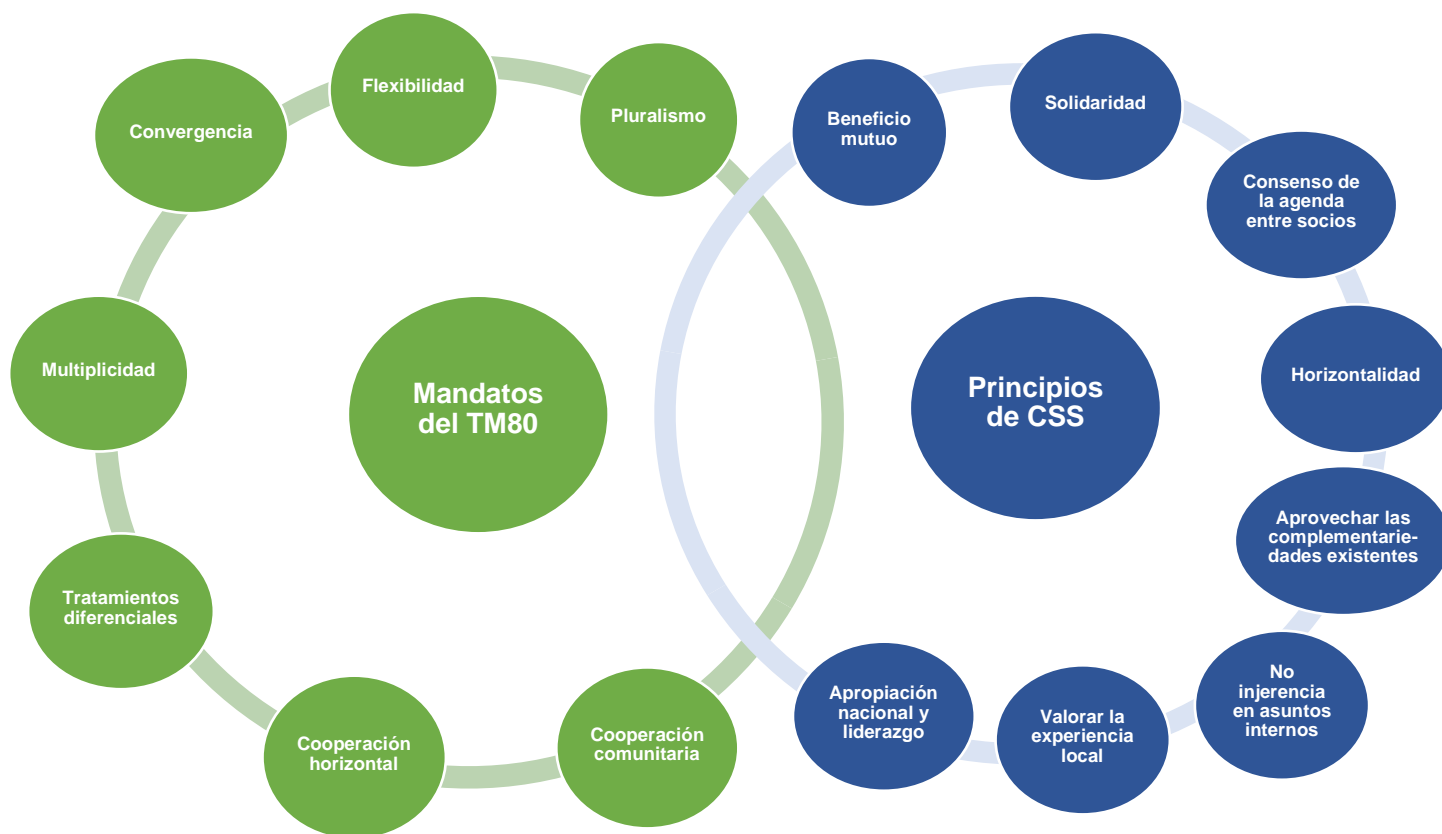 Flexibilidad
Pluralismo
Convergencia
Multiplicidad
Mandatos
del TM80
Tratamientos
diferenciales
Cooperación
horizontal
Cooperación
comunitaria
Beneficio
mutuo
Solidaridad
Consenso de
la agenda
entre socios
Horizontalidad
Principios
de CSS
Aprovechar las
complementarie-
dades existentes
No
injerencia
en asuntos
internos
Valorar la
experiencia
local
Apropiación
nacional y
liderazgo